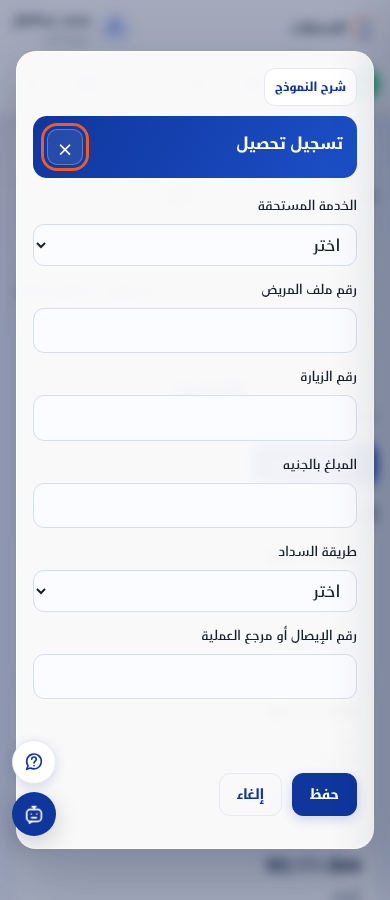 شرح النموذج
تسجيل تحصيل
×
الخدمة المستحقة
اختر
رقم ملف المريض
رقم الزيارة
المبلغ بالجنيه
طريقة السداد
اختر
رقم الإيصال أو مرجع العملية
حفظ
إلغاء